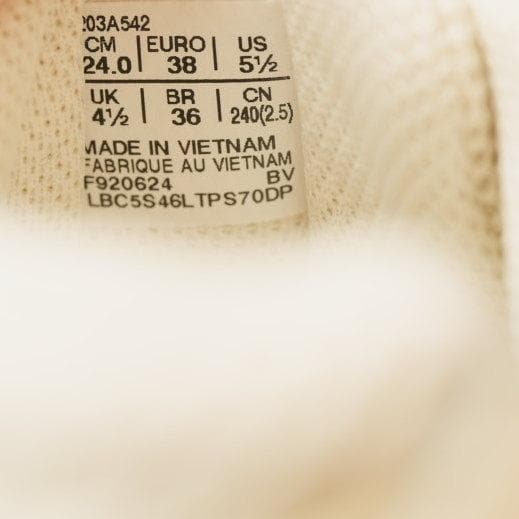 203A542
CM | EURO | US
24.0 | 38 | 5½
UK | BR | CN
4½ | 36 | 240(2.5)
MADE IN VIETNAM
FABRIQUE AU VIETNAM
F920624 BV
LBC5S46LTPS70DP